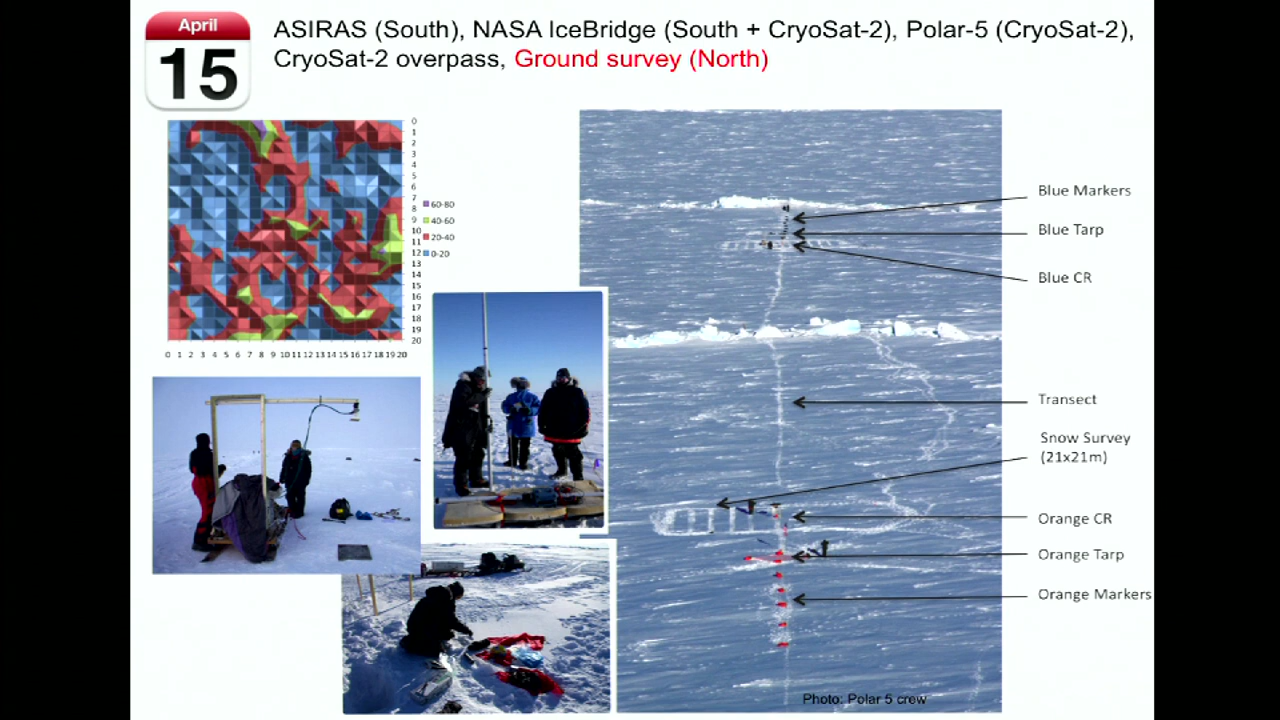 April
15
ASIRAS (South), NASA IceBridge (South + CryoSat-2), Polar-5 (CryoSat-2),
CryoSat-2 overpass, Ground survey (North)
0
1
2
3
4
5
6
7
8
9
10
11
12
13
14
15
16
17
18
19
20
60-80
40-60
20-40
0-20
0 1 2 3 4 5 6 7 8 9 10 11 12 13 14 15 16 17 18 19 20
Blue Markers
Blue Tarp
Blue CR
Transect
Snow Survey
(21x21m)
Orange CR
Orange Tarp
Orange Markers
Photo: Polar 5 crew